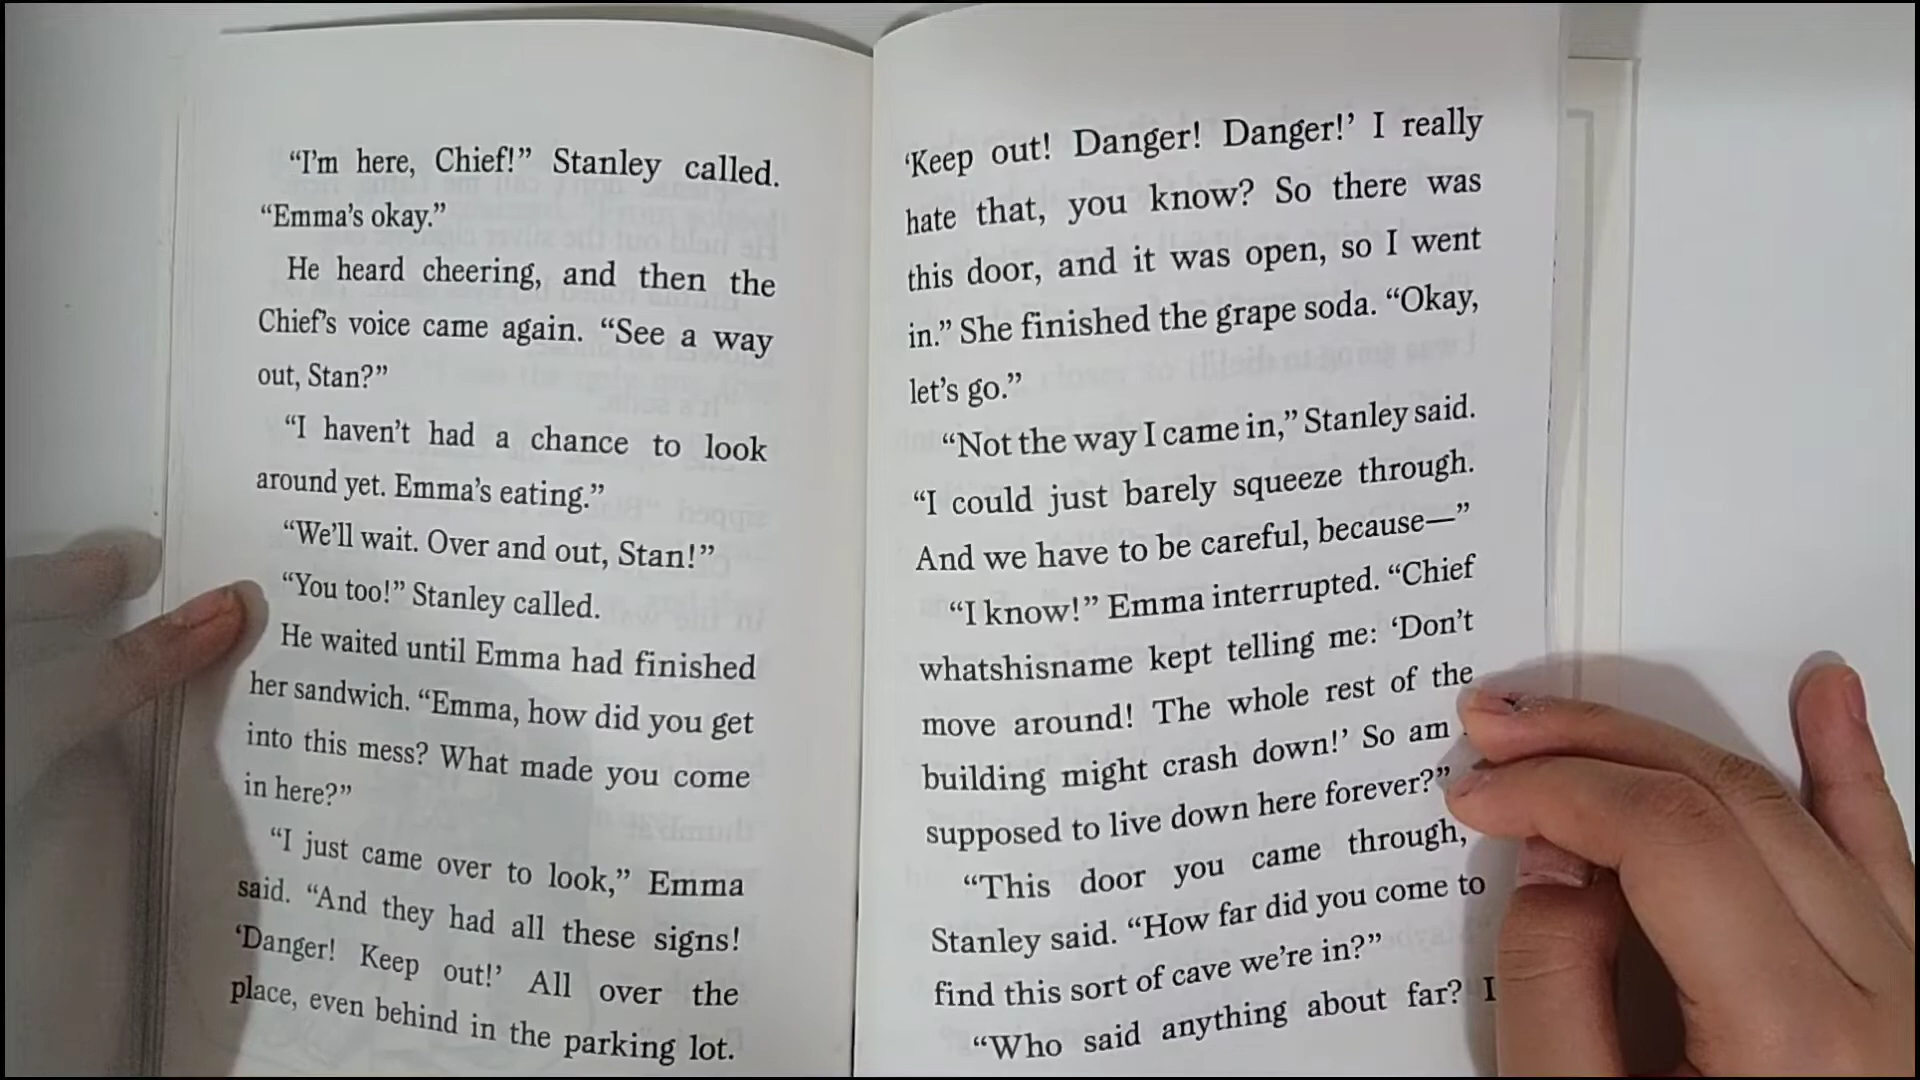 “I’m here, Chief!” Stanley called.
“Emma’s okay.”
He heard cheering, and then the
Chief’s voice came again. “See a way
out, Stan?”
“I haven’t had a chance to look
around yet. Emma’s eating.”
“We’ll wait. Over and out, Stan!”
“You too!” Stanley called.
He waited until Emma had finished
her sandwich. “Emma, how did you get
into this mess? What made you come
in here?”
“I just came over to look,” Emma
said. “And they had all these signs!
‘Danger! Keep out!’ All over the
place, even behind in the parking lot.
‘Keep out! Danger! Danger!’ I really
hate that, you know? So there was
this door, and it was open, so I went
in.” She finished the grape soda. “Okay,
let’s go.”
“Not the way I came in,” Stanley said.
“I could just barely squeeze through.
And we have to be careful, because—”
“I know!” Emma interrupted. “Chief
whatshisname kept telling me: ‘Don’t
move around! The whole rest of the
building might crash down!’ So am
supposed to live down here forever?”
“This door you came through,
Stanley said. “How far did you come to
find this sort of cave we’re in?”
“Who said anything about far? I